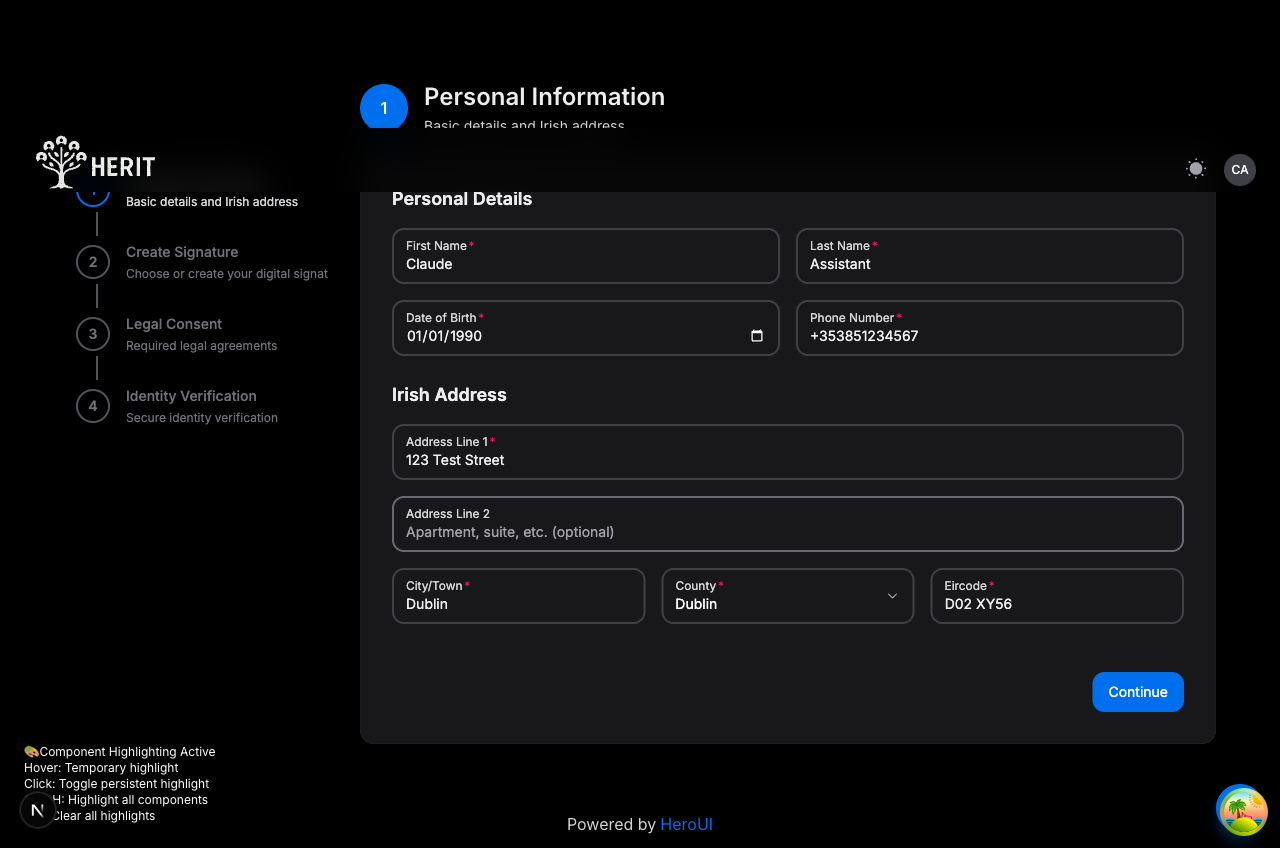 1
Personal Information
Basic details and Irish address
HERIT
CA
1
Basic details and Irish address
2
Create Signature
Choose or create your digital signat
3
Legal Consent
Required legal agreements
4
Identity Verification
Secure identity verification
Personal Details
First Name*
Claude
Last Name*
Assistant
Date of Birth*
01/01/1990
Phone Number*
+353851234567
Irish Address
Address Line 1*
123 Test Street
Address Line 2
Apartment, suite, etc. (optional)
City/Town*
Dublin
County*
Dublin
Eircode*
D02 XY56
Continue
🎨Component Highlighting Active
Hover: Temporary highlight
Click: Toggle persistent highlight
H: Highlight all components
Clear all highlights
N
Powered by HeroUI